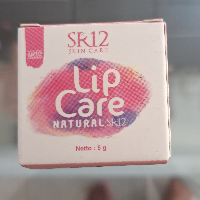 SR12
SKIN CARE
Lip
Care
NATURAL SR12
Netto : 5 g